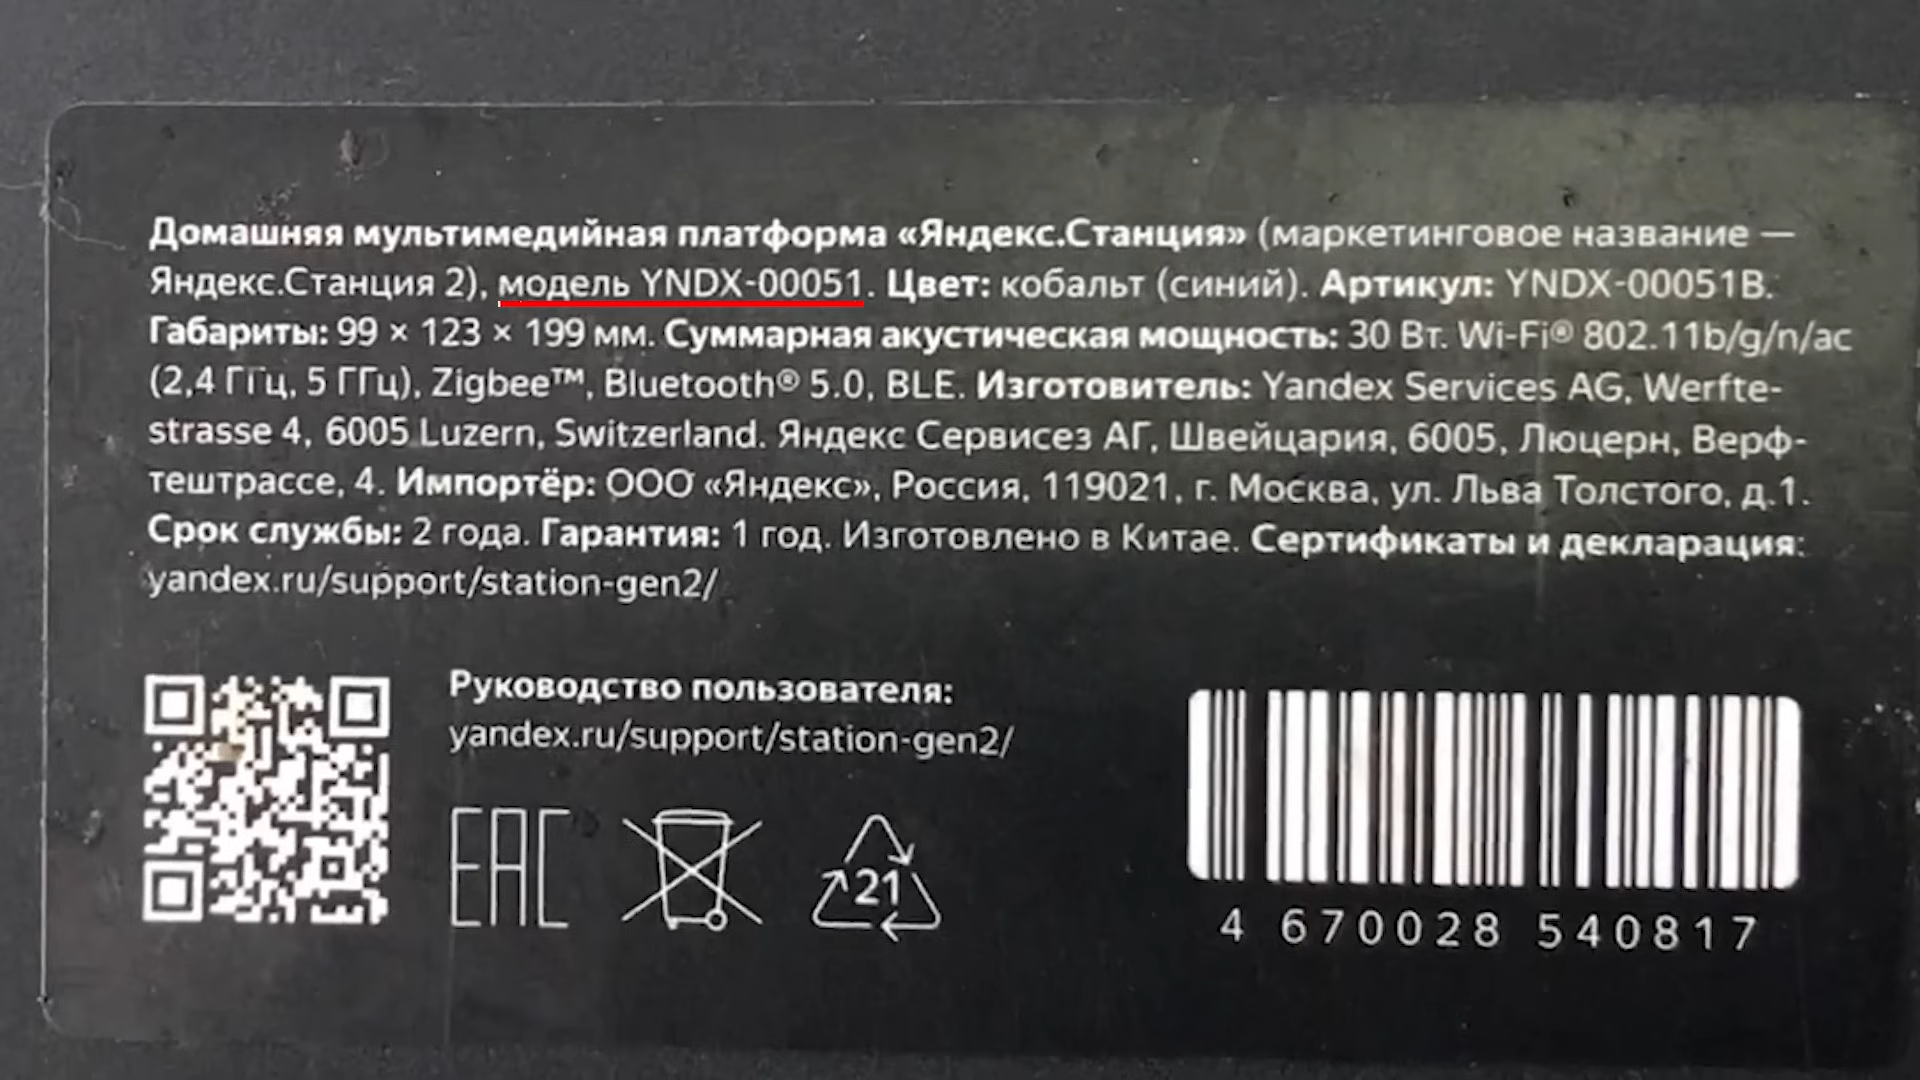 Домашняя мультимедийная платформа «Яндекс.Станция» (маркетинговое название —
Яндекс.Станция 2), модель YNDX-00051. Цвет: кобальт (синий). Артикул: YNDX-00051B.
Габариты: 99 × 123 × 199 мм. Суммарная акустическая мощность: 30 Вт. Wi-Fi® 802.11b/g/n/ac
(2,4 ГГц, 5 ГГц), Zigbee™, Bluetooth® 5.0, BLE. Изготовитель: Yandex Services AG, Werfte-
strasse 4, 6005 Luzern, Switzerland. Яндекс Сервисез АГ, Швейцария, 6005, Люцерн, Верф-
тештрассе, 4. Импортёр: ООО «Яндекс», Россия, 119021, г. Москва, ул. Льва Толстого, д.1.
Срок службы: 2 года. Гарантия: 1 год. Изготовлено в Китае. Сертификаты и декларация:
yandex.ru/support/station-gen2/
Руководство пользователя:
yandex.ru/support/station-gen2/
EAC
21
4 670028 540817